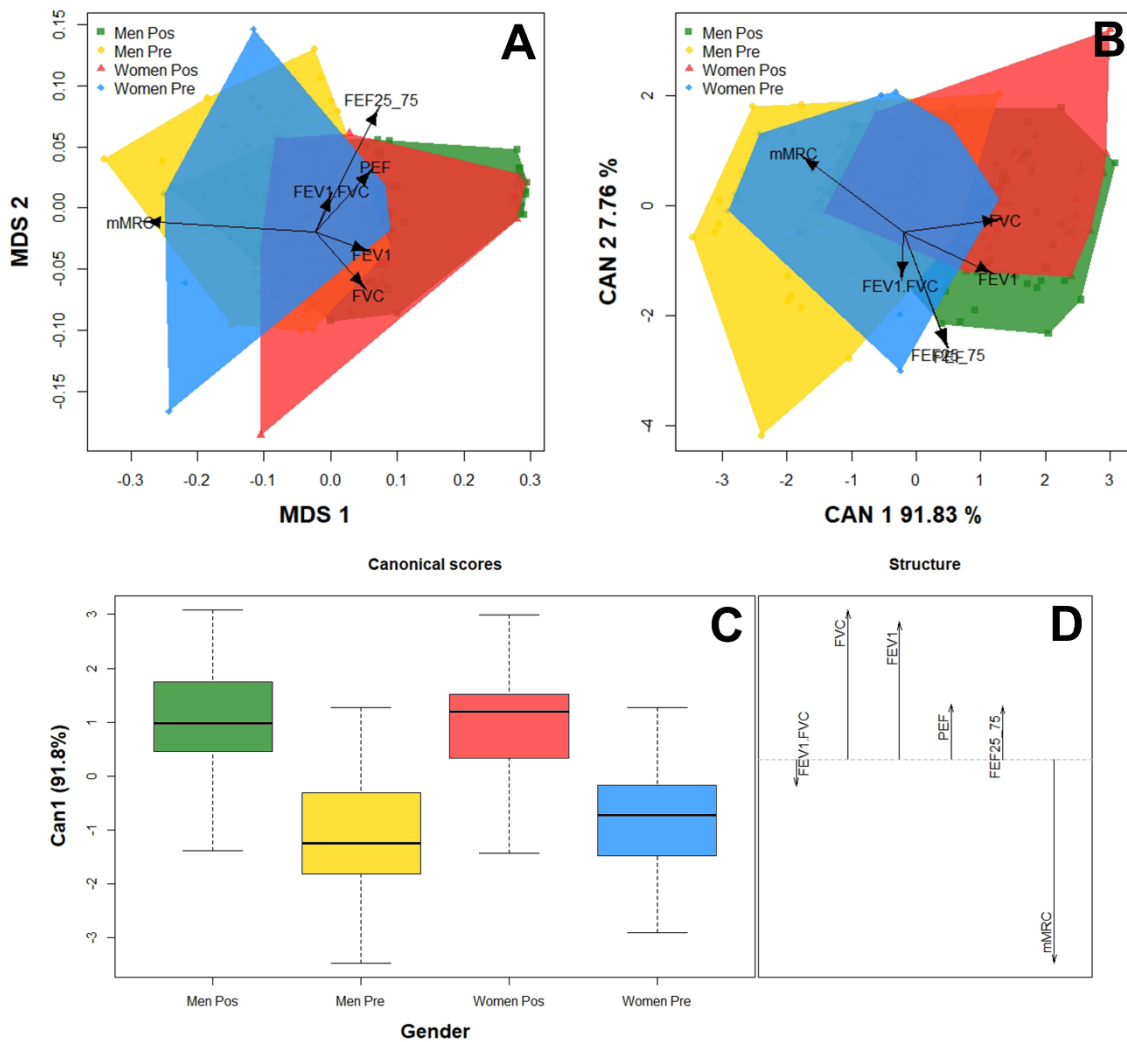 A
Men Pos
Men Pre
Women Pos
Women Pre
FEF25_75
PEF
FEV1.FVC
mMRC
FEV1
FVC
MDS 2
0.15
0.10
0.05
0.00
-0.05
-0.10
-0.15
-0.3 -0.2 -0.1 0.0 0.1 0.2 0.3
MDS 1
B
Men Pos
Men Pre
Women Pos
Women Pre
mMRC
FVC
FEV1.FVC
FEV1
FEF25_75
PEF
CAN 2 7.76 %
2
0
-2
-4
-3 -2 -1 0 1 2 3
CAN 1 91.83 %
Canonical scores
C
Can1 (91.8%)
3
2
1
0
-1
-2
-3
Men Pos Men Pre Women Pos Women Pre
Gender
Structure
D
FEV1.FVC
FVC
FEV1
PEF
FEF25_75
mMRC